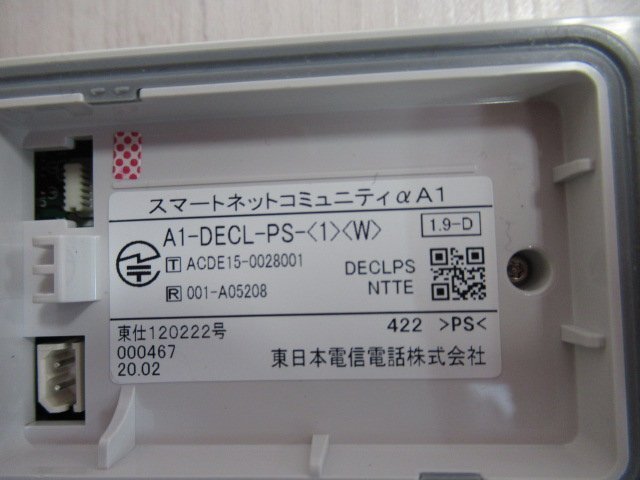 スマートネットコミュニティαA1
A1-DECL-PS-<1><W> 1.9-D
T ACDE15-0028001 DECLPS
R 001-A05208 NTTE
東仕120222号 422 >PS<
000467
20.02 東日本電信電話株式会社